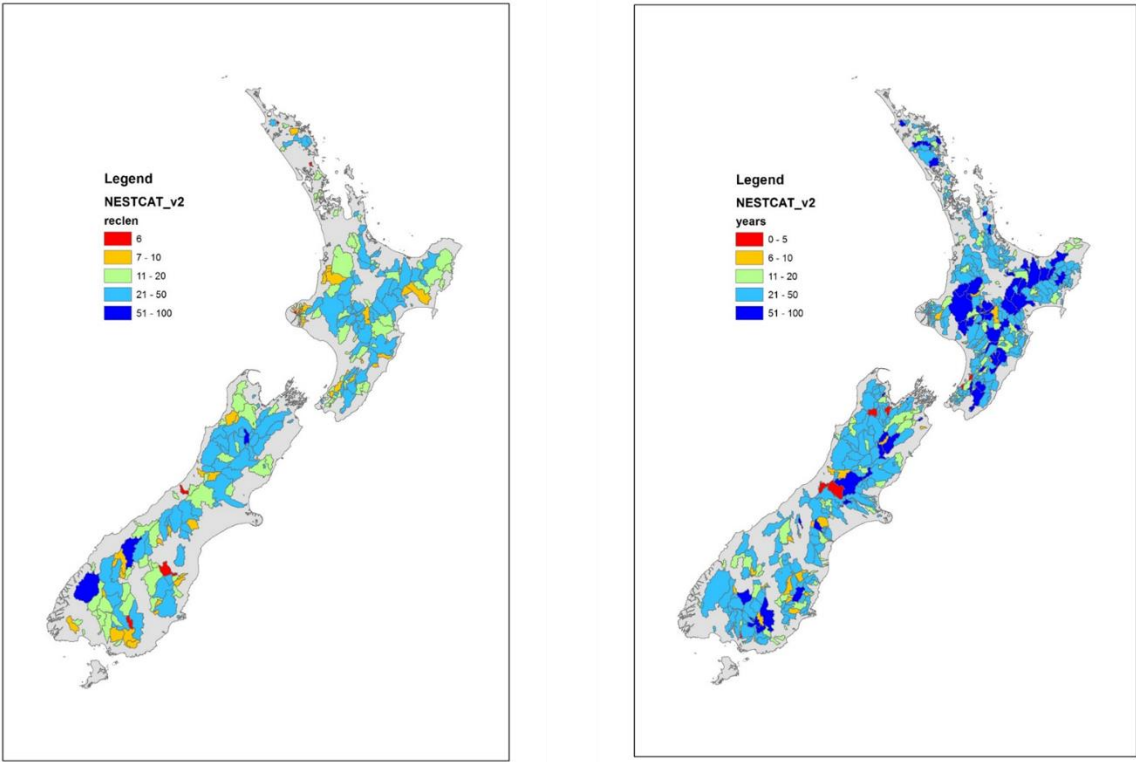 Legend
NESTCAT_v2
reclen
6
7 - 10
11 - 20
21 - 50
51 - 100
Legend
NESTCAT_v2
years
0 - 5
6 - 10
11 - 20
21 - 50
51 - 100